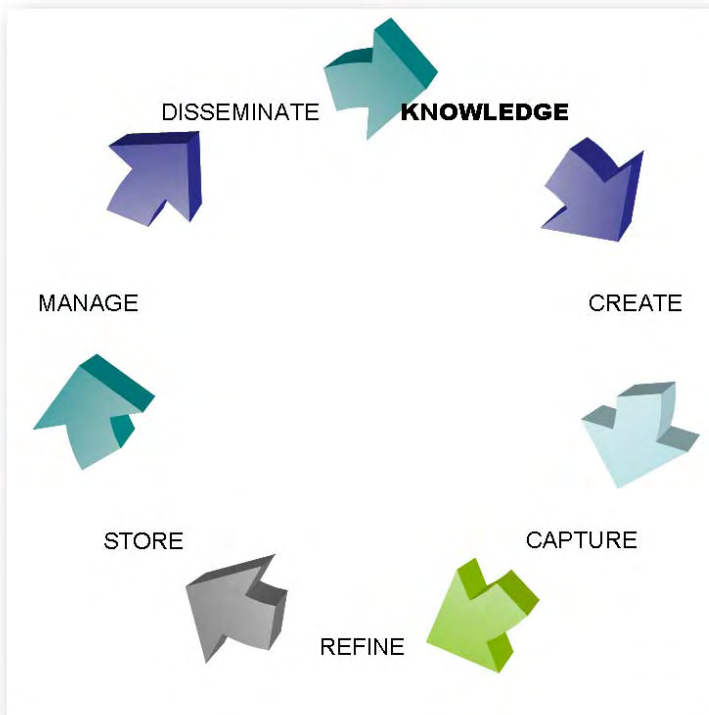 DISSEMINATE
KNOWLEDGE
MANAGE
CREATE
STORE
CAPTURE
REFINE